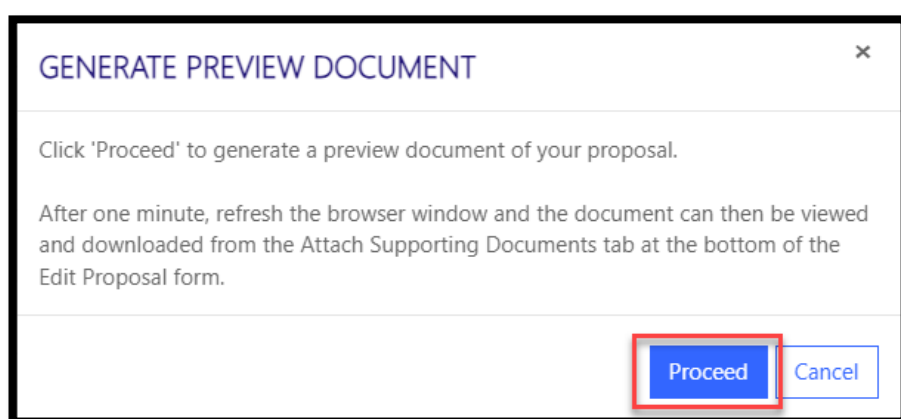 GENERATE PREVIEW DOCUMENT
×
Click 'Proceed' to generate a preview document of your proposal.
After one minute, refresh the browser window and the document can then be viewed
and downloaded from the Attach Supporting Documents tab at the bottom of the
Edit Proposal form.
Proceed
Cancel